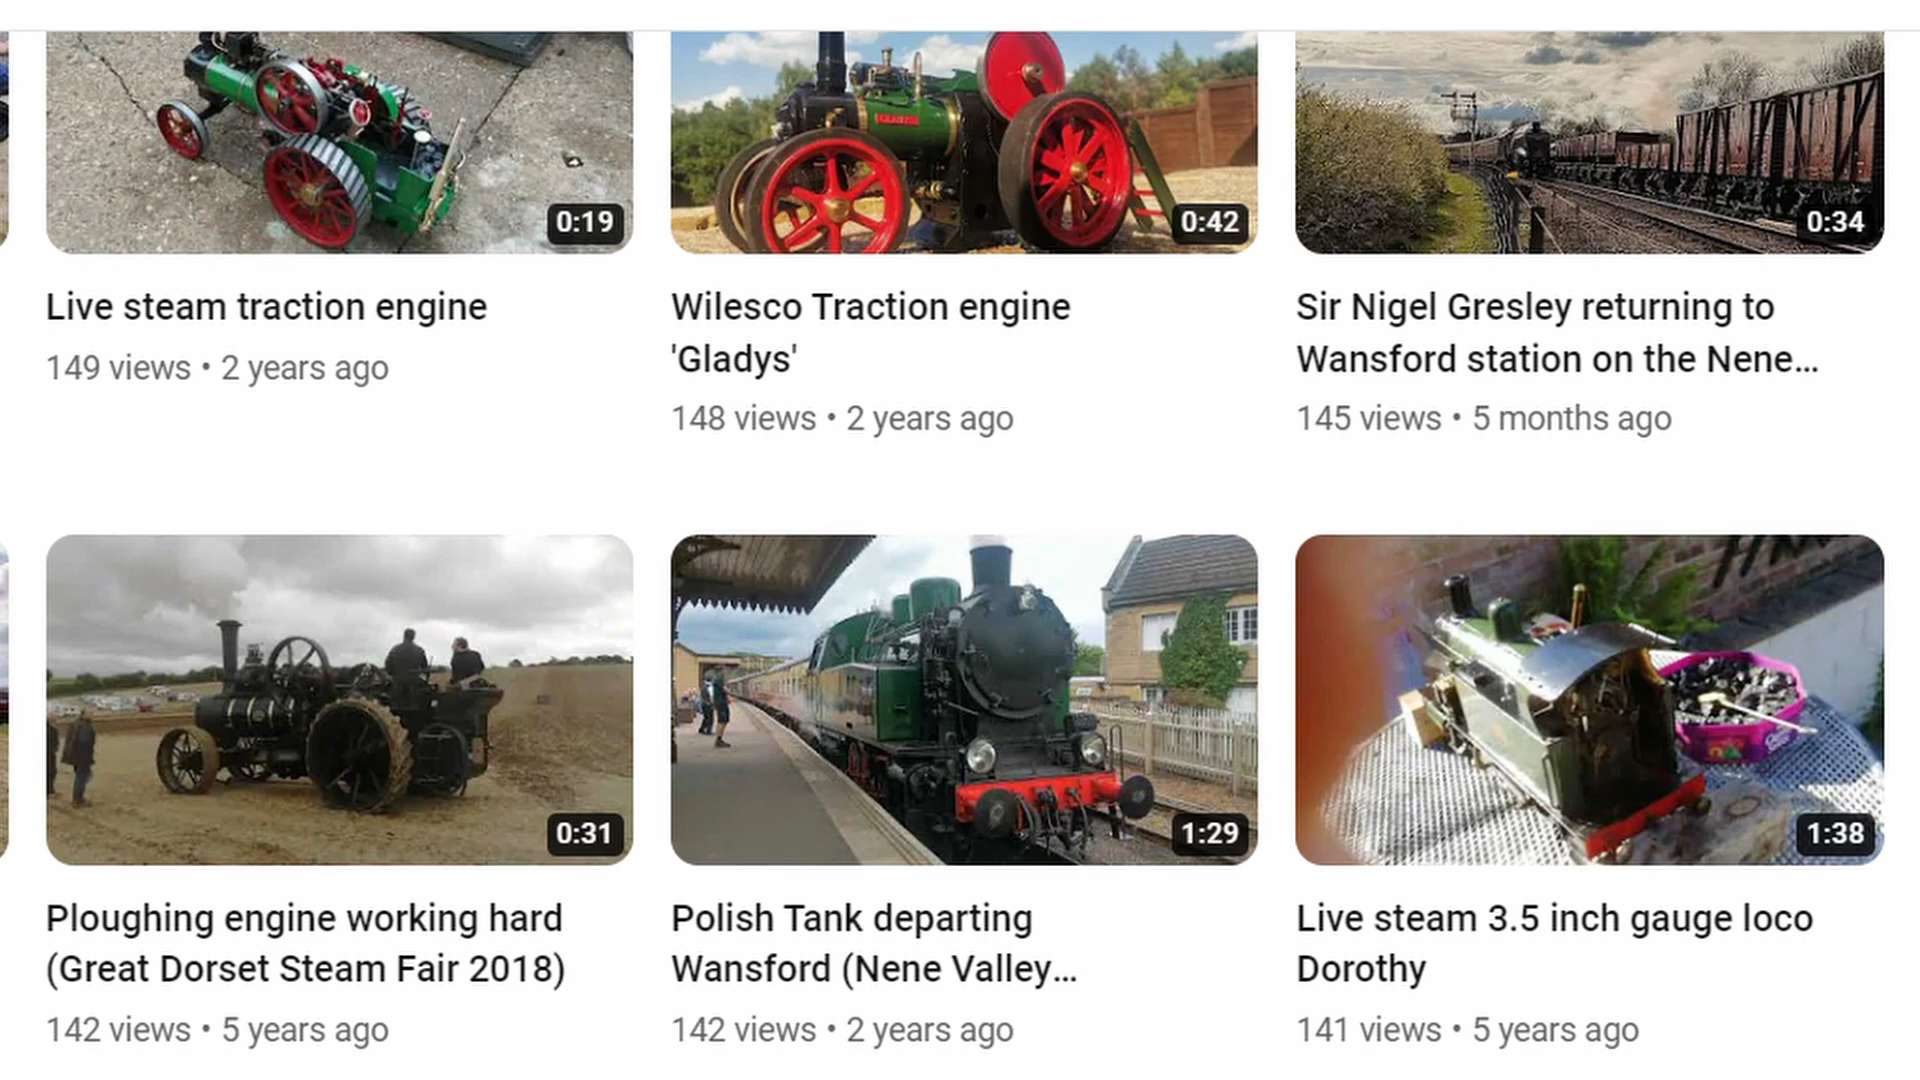 0:19
0:42
0:34
Live steam traction engine
149 views • 2 years ago
Wilesco Traction engine
'Gladys'
148 views • 2 years ago
Sir Nigel Gresley returning to
Wansford station on the Nene...
145 views • 5 months ago
0:31
1:29
1:38
Ploughing engine working hard
(Great Dorset Steam Fair 2018)
142 views • 5 years ago
Polish Tank departing
Wansford (Nene Valley...
142 views • 2 years ago
Live steam 3.5 inch gauge loco
Dorothy
141 views • 5 years ago